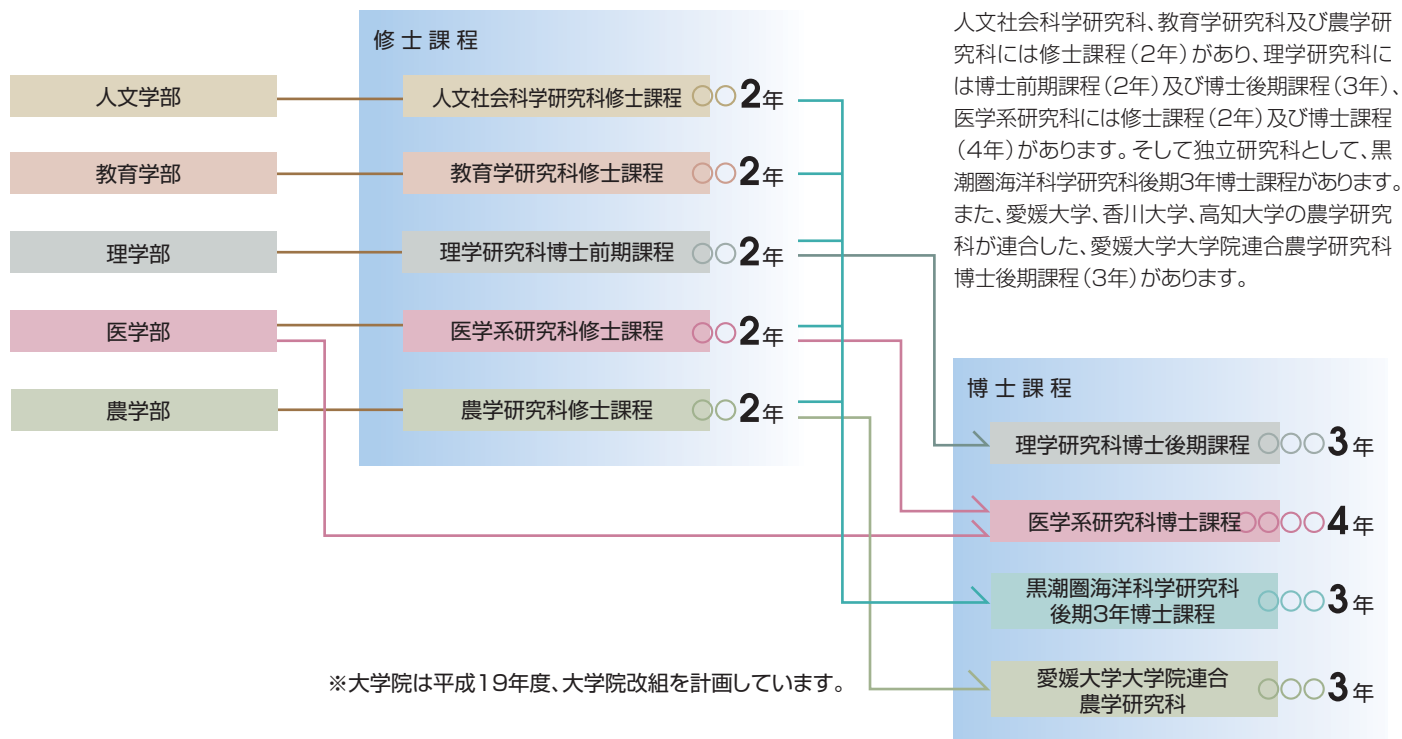 修士課程
人文学部
人文社会科学研究科修士課程 ○○2年
教育学部
教育学研究科修士課程 ○○2年
理学部
理学研究科博士前期課程 ○○2年
医学部
医学系研究科修士課程 ○○2年
農学部
農学研究科修士課程 ○○2年
人文社会科学研究科、教育学研究科及び農学研
究科には修士課程（2年）があり、理学研究科に
は博士前期課程（2年）及び博士後期課程（3年）、
医学系研究科には修士課程（2年）及び博士課程
（4年）があります。そして独立研究科として、黒
潮圏海洋科学研究科後期3年博士課程があります。
また、愛媛大学、香川大学、高知大学の農学研究
科が連合した、愛媛大学大学院連合農学研究科
博士後期課程（3年）があります。
博士課程
理学研究科博士後期課程 ○○○3年
医学系研究科博士課程 ○○○○4年
黒潮圏海洋科学研究科
後期3年博士課程 ○○○3年
愛媛大学大学院連合
農学研究科 ○○○3年
※大学院は平成19年度、大学院改組を計画しています。